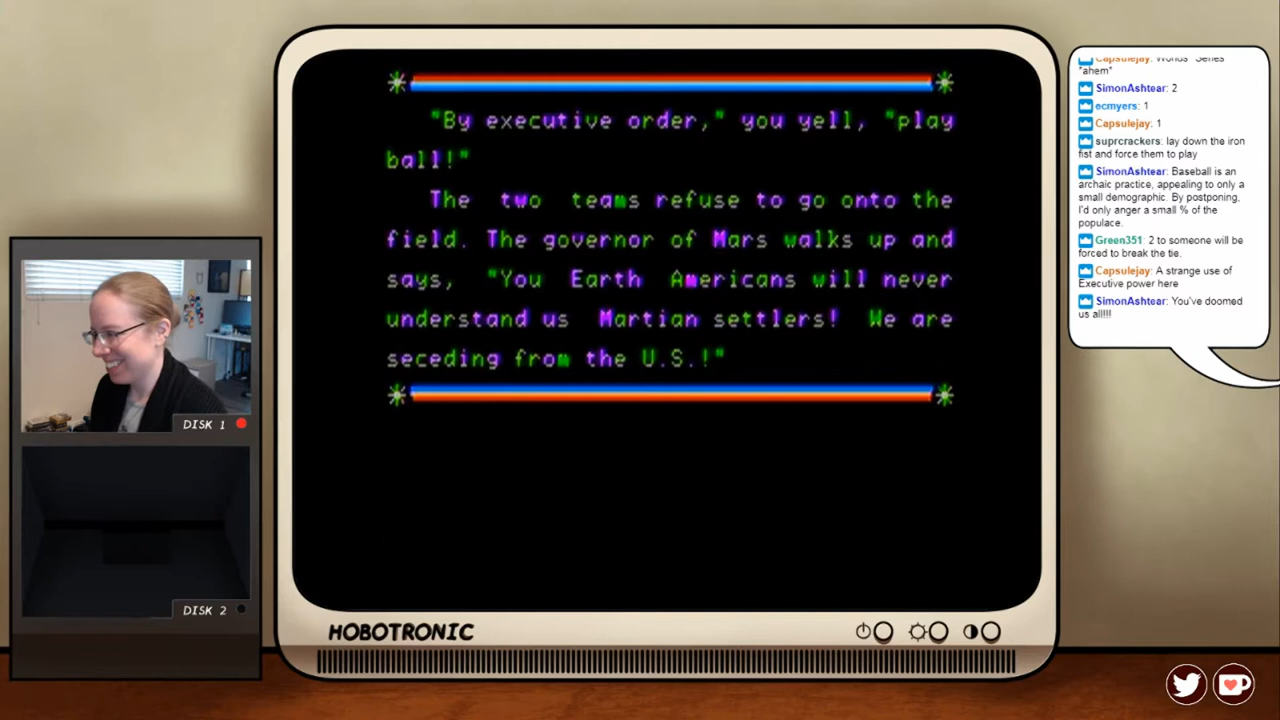 "By executive order," you yell, "play
ball!"
The two teams refuse to go onto the
field. The governor of Mars walks up and
says, "You Earth Americans will never
understand us Martian settlers! We are
seceding from the U.S.!"
DISK 1
DISK 2
HOBOTRONIC
Capsulejay: Worlds" Series
*ahem*
SimonAshtear: 2
ecmyers: 1
Capsulejay: 1
suprcrackers: lay down the iron
fist and force them to play
SimonAshtear: Baseball is an
archaic practice, appealing to only a
small demographic. By postponing,
I'd only anger a small % of the
populace.
Green351: 2 to someone will be
forced to break the tie.
Capsulejay: A strange use of
Executive power here
SimonAshtear: You've doomed
us all!!!!